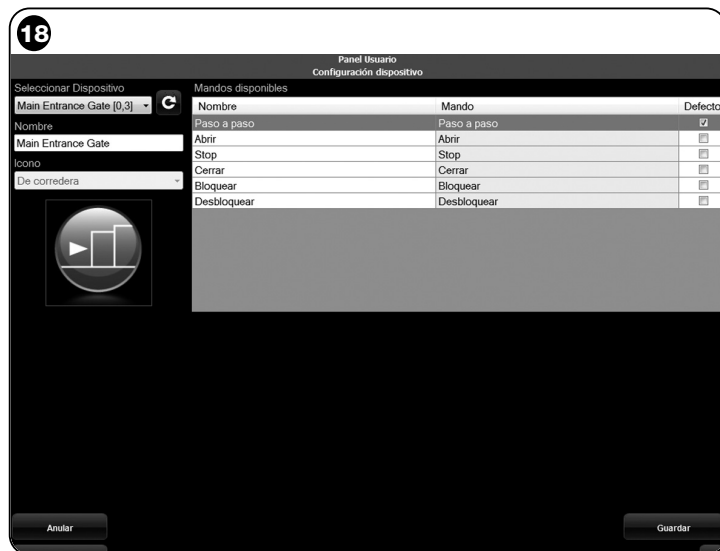 18
Panel Usuario
Configuración dispositivo
Seleccionar Dispositivo
Main Entrance Gate [0,3]
Nombre
Main Entrance Gate
Icono
De corredera
Mandos disponibles
Nombre Mando Defecto
Paso a paso Paso a paso
Abrir Abrir
Stop Stop
Cerrar Cerrar
Bloquear Bloquear
Desbloquear Desbloquear
Anular Guardar